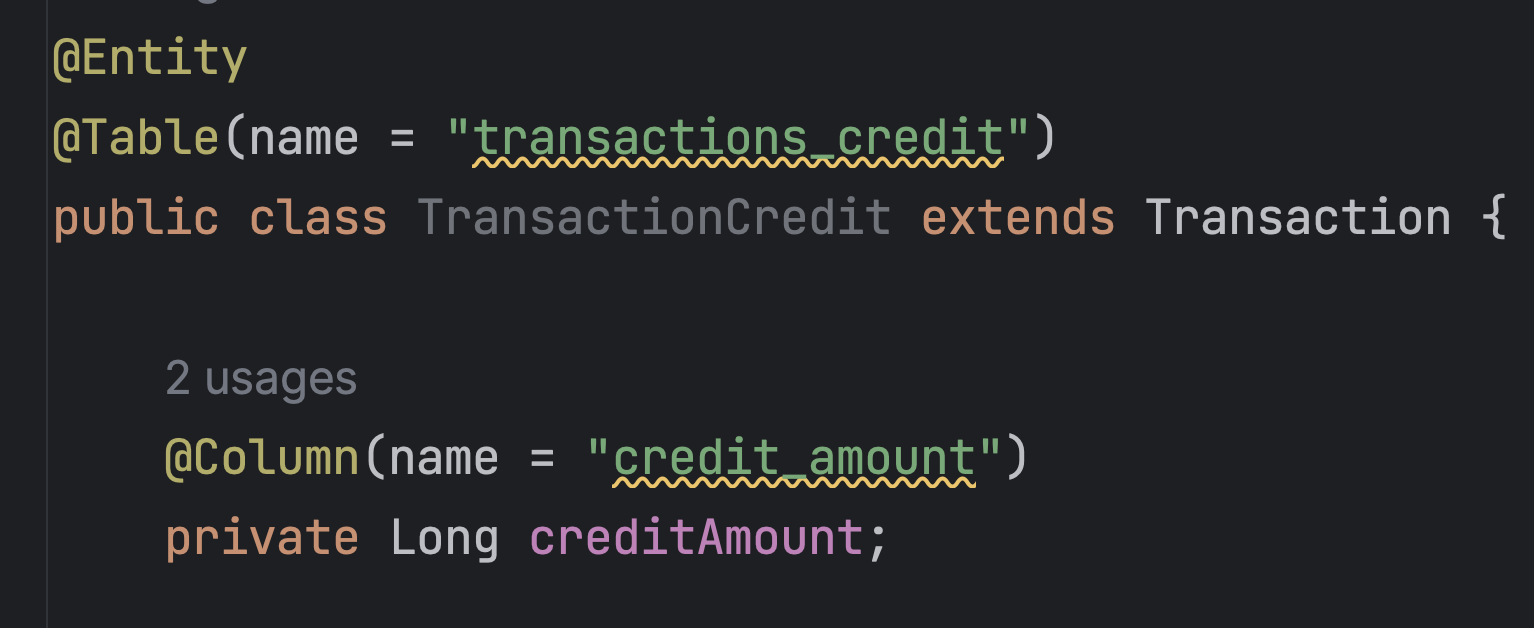 @Entity
@Table(name = "transactions_credit")
public class TransactionCredit extends Transaction {
2 usages
@Column(name = "credit_amount")
private Long creditAmount;